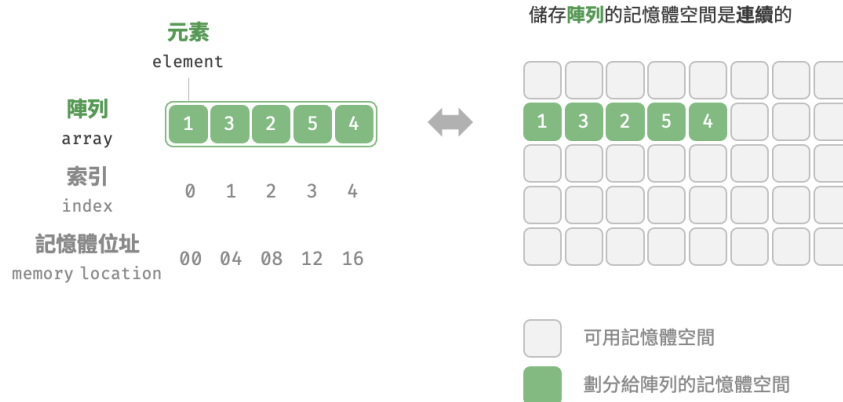 元素
element
陣列
array
1 3 2 5 4
索引
index
0 1 2 3 4
記憶體位址
memory location
00 04 08 12 16
儲存陣列的記憶體空間是連續的
1 3 2 5 4
可用記憶體空間
劃分給陣列的記憶體空間